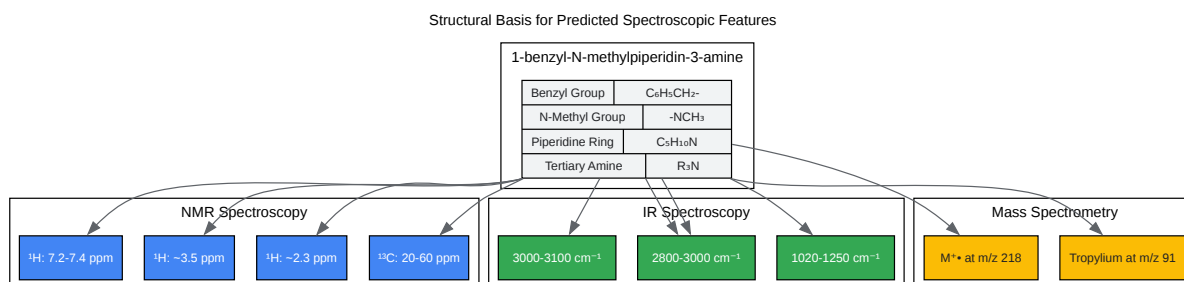 Structural Basis for Predicted Spectroscopic Features
1-benzyl-N-methylpiperidin-3-amine
Benzyl Group C₆H₅CH₂-
N-Methyl Group -NCH₃
Piperidine Ring C₅H₁₀N
Tertiary Amine R₃N
NMR Spectroscopy IR Spectroscopy Mass Spectrometry
¹H: 7.2-7.4 ppm ¹H: ~3.5 ppm ¹H: ~2.3 ppm ¹³C: 20-60 ppm 3000-3100 cm⁻¹ 2800-3000 cm⁻¹ 1020-1250 cm⁻¹ M⁺• at m/z 218 Tropylium at m/z 91